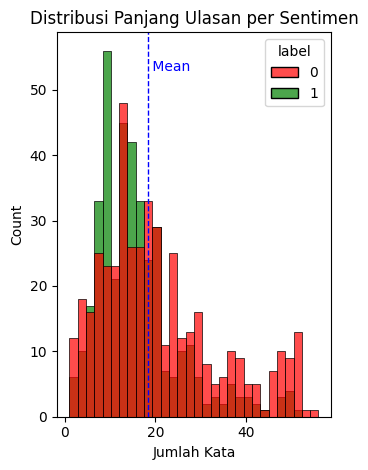 Distribusi Panjang Ulasan per Sentimen
label
0
1
Mean
Count
50
40
30
20
10
0
0
20
40
Jumlah Kata